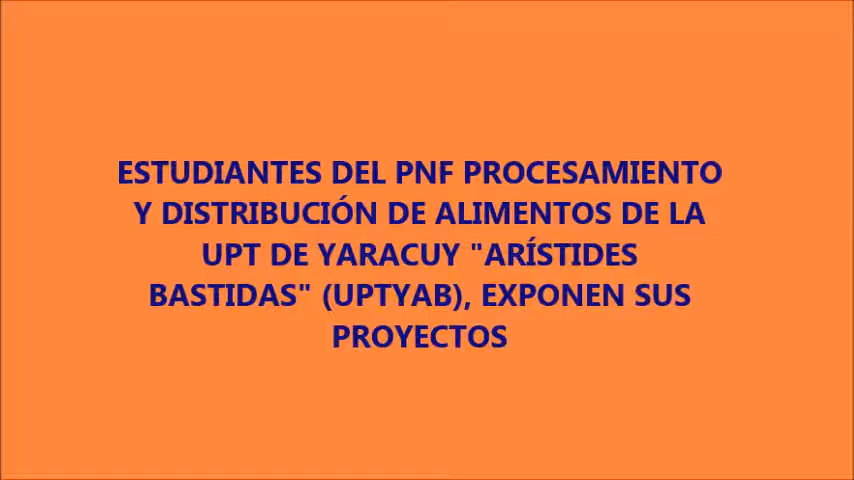 ESTUDIANTES DEL PNF PROCESAMIENTO
Y DISTRIBUCIÓN DE ALIMENTOS DE LA
UPT DE YARACUY "ARÍSTIDES
BASTIDAS" (UPTYAB), EXPONEN SUS
PROYECTOS